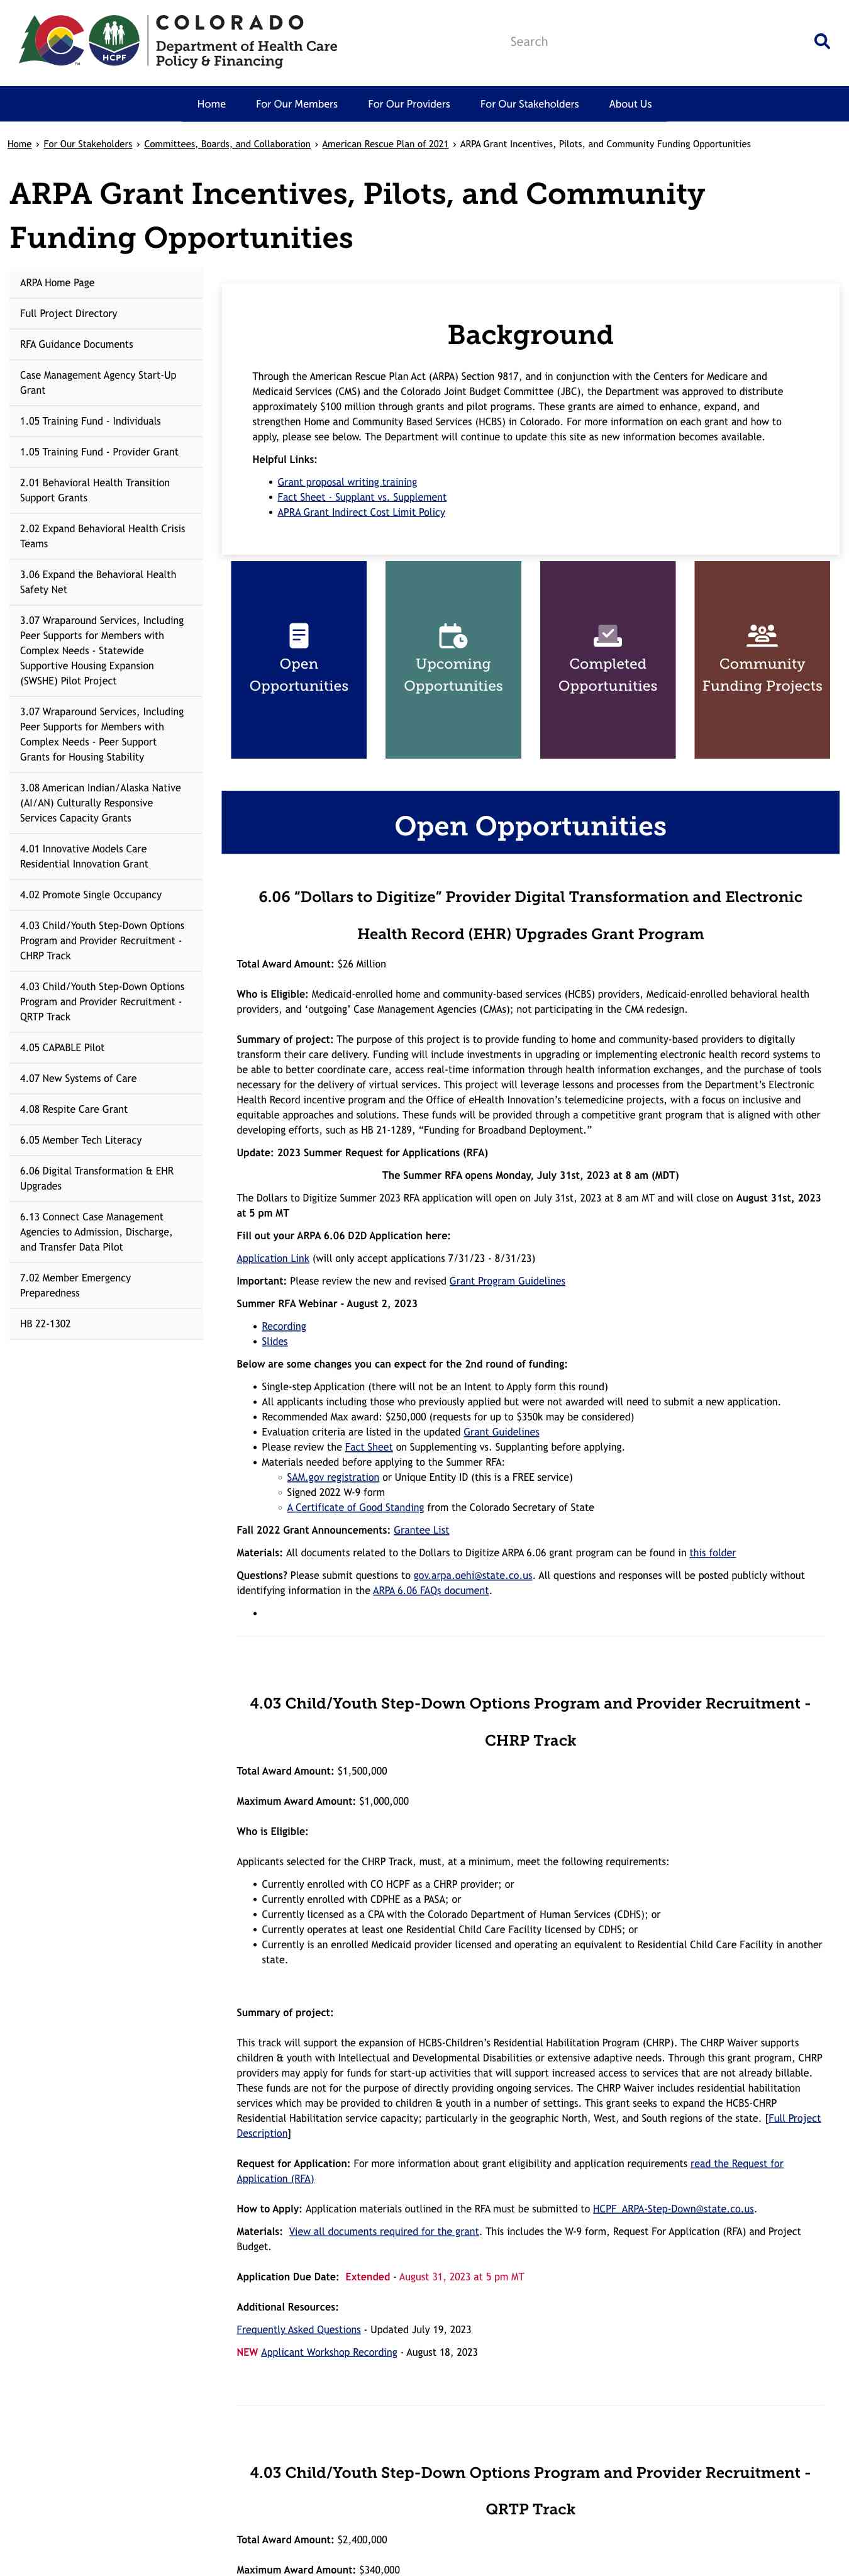 COLORADO
Department of Health Care
Policy & Financing
HCPF
TM
Search
Home
For Our Members
For Our Providers
For Our Stakeholders
About Us
Home › For Our Stakeholders › Committees, Boards, and Collaboration › American Rescue Plan of 2021 › ARPA Grant Incentives, Pilots, and Community Funding Opportunities
ARPA Grant Incentives, Pilots, and Community
Funding Opportunities
ARPA Home Page
Full Project Directory
RFA Guidance Documents
Case Management Agency Start-Up
Grant
1.05 Training Fund - Individuals
1.05 Training Fund - Provider Grant
2.01 Behavioral Health Transition
Support Grants
2.02 Expand Behavioral Health Crisis
Teams
3.06 Expand the Behavioral Health
Safety Net
3.07 Wraparound Services, Including
Peer Supports for Members with
Complex Needs - Statewide
Supportive Housing Expansion
(SWSHE) Pilot Project
3.07 Wraparound Services, Including
Peer Supports for Members with
Complex Needs - Peer Support
Grants for Housing Stability
3.08 American Indian/Alaska Native
(AI/AN) Culturally Responsive
Services Capacity Grants
4.01 Innovative Models Care
Residential Innovation Grant
4.02 Promote Single Occupancy
4.03 Child/Youth Step-Down Options
Program and Provider Recruitment -
CHRP Track
4.03 Child/Youth Step-Down Options
Program and Provider Recruitment -
QRTP Track
4.05 CAPABLE Pilot
4.07 New Systems of Care
4.08 Respite Care Grant
6.05 Member Tech Literacy
6.06 Digital Transformation & EHR
Upgrades
6.13 Connect Case Management
Agencies to Admission, Discharge,
and Transfer Data Pilot
7.02 Member Emergency
Preparedness
HB 22-1302
Background
Through the American Rescue Plan Act (ARPA) Section 9817, and in conjunction with the Centers for Medicare and
Medicaid Services (CMS) and the Colorado Joint Budget Committee (JBC), the Department was approved to distribute
approximately $100 million through grants and pilot programs. These grants are aimed to enhance, expand, and
strengthen Home and Community Based Services (HCBS) in Colorado. For more information on each grant and how to
apply, please see below. The Department will continue to update this site as new information becomes available.
Helpful Links:
▪ Grant proposal writing training
▪ Fact Sheet - Supplant vs. Supplement
▪ APRA Grant Indirect Cost Limit Policy
Open
Opportunities
Upcoming
Opportunities
Completed
Opportunities
Community
Funding Projects
Open Opportunities
6.06 “Dollars to Digitize” Provider Digital Transformation and Electronic
Health Record (EHR) Upgrades Grant Program
Total Award Amount: $26 Million
Who is Eligible: Medicaid-enrolled home and community-based services (HCBS) providers, Medicaid-enrolled behavioral health
providers, and ‘outgoing’ Case Management Agencies (CMAs); not participating in the CMA redesign.
Summary of project: The purpose of this project is to provide funding to home and community-based providers to digitally
transform their care delivery. Funding will include investments in upgrading or implementing electronic health record systems to
be able to better coordinate care, access real-time information through health information exchanges, and the purchase of tools
necessary for the delivery of virtual services. This project will leverage lessons and processes from the Department’s Electronic
Health Record incentive program and the Office of eHealth Innovation’s telemedicine projects, with a focus on inclusive and
equitable approaches and solutions. These funds will be provided through a competitive grant program that is aligned with other
developing efforts, such as HB 21-1289, “Funding for Broadband Deployment.”
Update: 2023 Summer Request for Applications (RFA)
The Summer RFA opens Monday, July 31st, 2023 at 8 am (MDT)
The Dollars to Digitize Summer 2023 RFA application will open on July 31st, 2023 at 8 am MT and will close on August 31st, 2023
at 5 pm MT
Fill out your ARPA 6.06 D2D Application here:
Application Link (will only accept applications 7/31/23 - 8/31/23)
Important: Please review the new and revised Grant Program Guidelines
Summer RFA Webinar - August 2, 2023
• Recording
• Slides
Below are some changes you can expect for the 2nd round of funding:
• Single-step Application (there will not be an Intent to Apply form this round)
• All applicants including those who previously applied but were not awarded will need to submit a new application.
• Recommended Max award: $250,000 (requests for up to $350k may be considered)
• Evaluation criteria are listed in the updated Grant Guidelines
• Please review the Fact Sheet on Supplementing vs. Supplanting before applying.
• Materials needed before applying to the Summer RFA:
◦ SAM.gov registration or Unique Entity ID (this is a FREE service)
◦ Signed 2022 W-9 form
◦ A Certificate of Good Standing from the Colorado Secretary of State
Fall 2022 Grant Announcements: Grantee List
Materials: All documents related to the Dollars to Digitize ARPA 6.06 grant program can be found in this folder
Questions? Please submit questions to gov.arpa.oehi@state.co.us. All questions and responses will be posted publicly without
identifying information in the ARPA 6.06 FAQs document.
•
4.03 Child/Youth Step-Down Options Program and Provider Recruitment -
CHRP Track
Total Award Amount: $1,500,000
Maximum Award Amount: $1,000,000
Who is Eligible:
Applicants selected for the CHRP Track, must, at a minimum, meet the following requirements:
• Currently enrolled with CO HCPF as a CHRP provider; or
• Currently enrolled with CDPHE as a PASA; or
• Currently licensed as a CPA with the Colorado Department of Human Services (CDHS); or
• Currently operates at least one Residential Child Care Facility licensed by CDHS; or
• Currently is an enrolled Medicaid provider licensed and operating an equivalent to Residential Child Care Facility in another
state.
Summary of project:
This track will support the expansion of HCBS-Children’s Residential Habilitation Program (CHRP). The CHRP Waiver supports
children & youth with Intellectual and Developmental Disabilities or extensive adaptive needs. Through this grant program, CHRP
providers may apply for funds for start-up activities that will support increased access to services that are not already billable.
These funds are not for the purpose of directly providing ongoing services. The CHRP Waiver includes residential habilitation
services which may be provided to children & youth in a number of settings. This grant seeks to expand the HCBS-CHRP
Residential Habilitation service capacity; particularly in the geographic North, West, and South regions of the state. [Full Project
Description]
Request for Application: For more information about grant eligibility and application requirements read the Request for
Application (RFA)
How to Apply: Application materials outlined in the RFA must be submitted to HCPF_ARPA-Step-Down@state.co.us.
Materials: View all documents required for the grant. This includes the W-9 form, Request For Application (RFA) and Project
Budget.
Application Due Date: Extended - August 31, 2023 at 5 pm MT
Additional Resources:
Frequently Asked Questions - Updated July 19, 2023
NEW Applicant Workshop Recording - August 18, 2023
4.03 Child/Youth Step-Down Options Program and Provider Recruitment -
QRTP Track
Total Award Amount: $2,400,000
Maximum Award Amount: $340,000